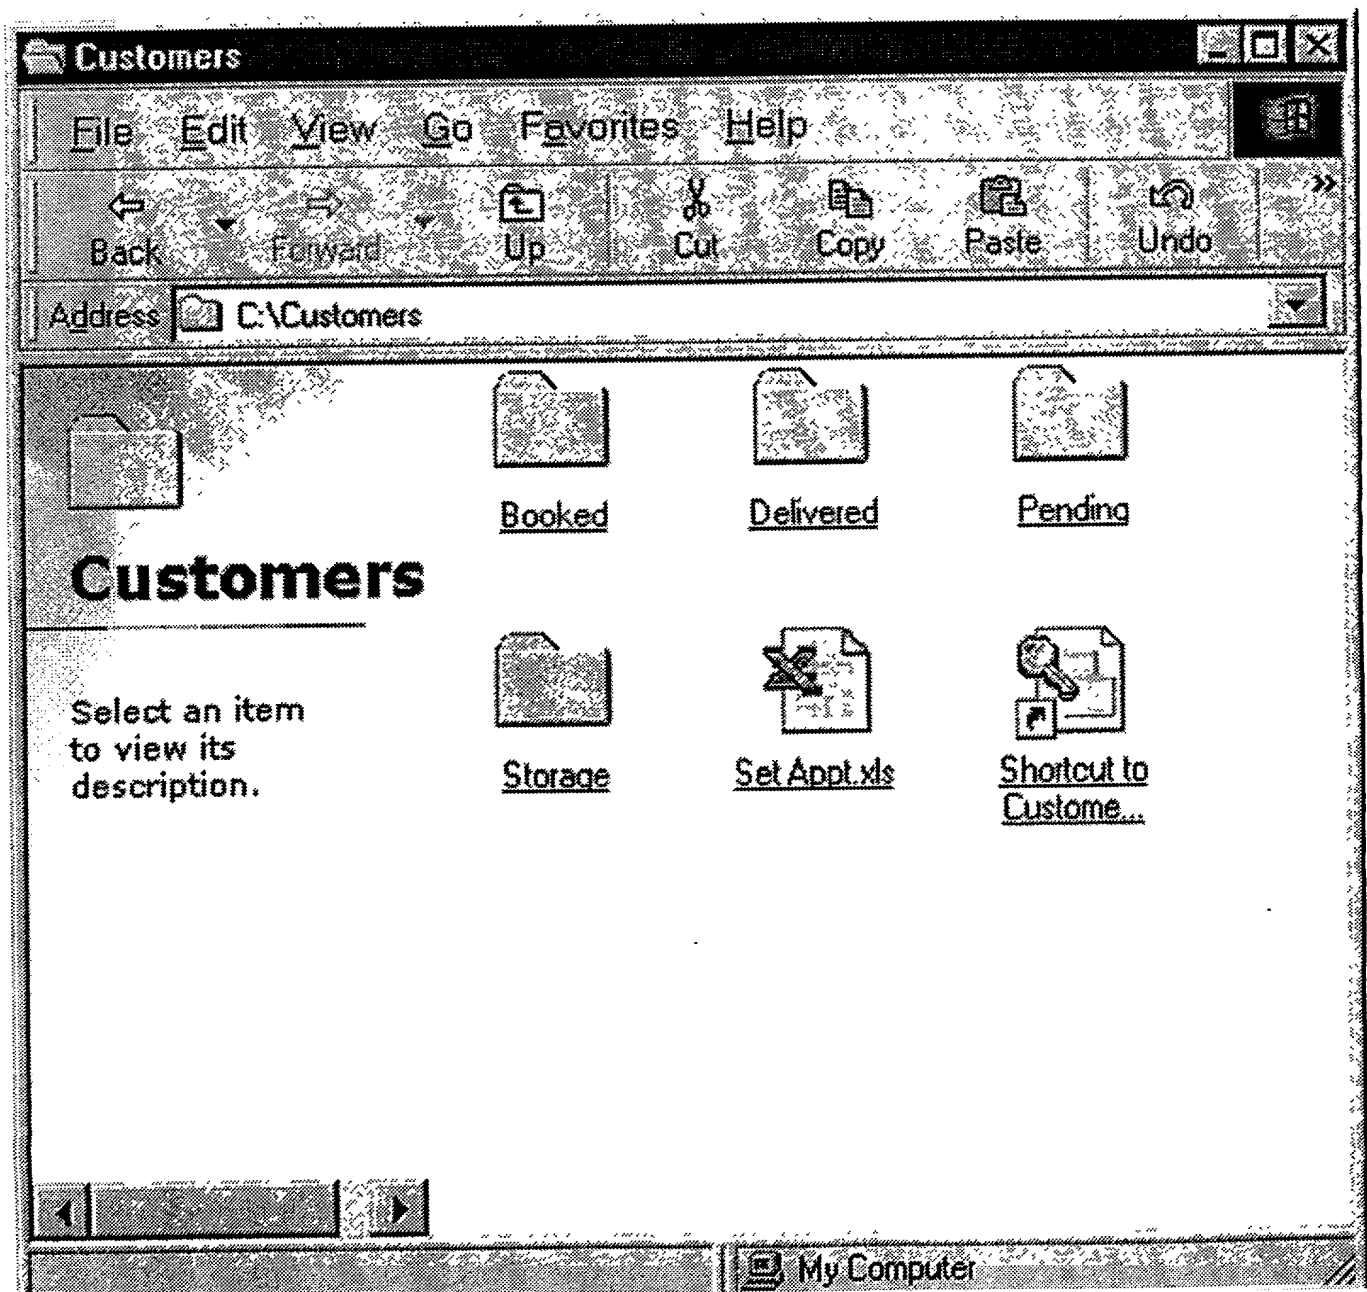 Customers
File Edit View Go Favorites Help
Back Forward Up Cut Copy Paste Undo »
Address C:\Customers
Booked Delivered Pending
Customers
Select an item
to view its
description.
Storage Set Appt.xls Shortcut to
Custome...
My Computer